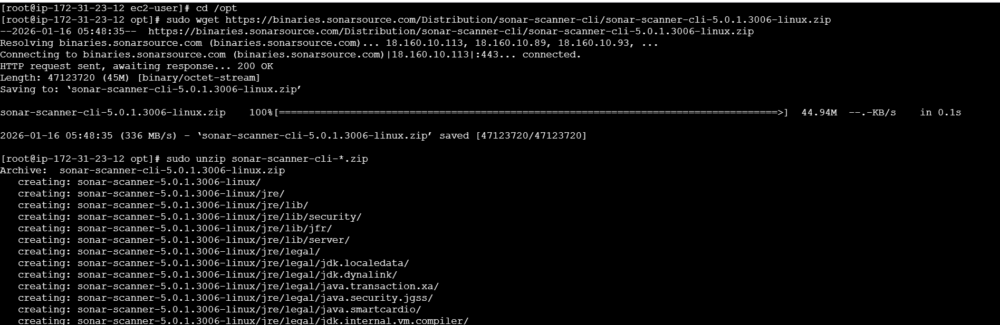 [root@ip-172-31-23-12 ec2-user]# cd /opt
[root@ip-172-31-23-12 opt]# sudo wget https://binaries.sonarsource.com/Distribution/sonar-scanner-cli/sonar-scanner-cli-5.0.1.3006-linux.zip
--2026-01-16 05:48:35--  https://binaries.sonarsource.com/Distribution/sonar-scanner-cli/sonar-scanner-cli-5.0.1.3006-linux.zip
Resolving binaries.sonarsource.com (binaries.sonarsource.com)... 18.160.10.113, 18.160.10.89, 18.160.10.93, ...
Connecting to binaries.sonarsource.com (binaries.sonarsource.com)|18.160.10.113|:443... connected.
HTTP request sent, awaiting response... 200 OK
Length: 47123720 (45M) [binary/octet-stream]
Saving to: ‘sonar-scanner-cli-5.0.1.3006-linux.zip’
sonar-scanner-cli-5.0.1.3006-linux.zip    100%[====================================================================================>]  44.94M  --.-KB/s    in 0.1s
2026-01-16 05:48:35 (336 MB/s) - ‘sonar-scanner-cli-5.0.1.3006-linux.zip’ saved [47123720/47123720]
[root@ip-172-31-23-12 opt]# sudo unzip sonar-scanner-cli-*.zip
Archive:  sonar-scanner-cli-5.0.1.3006-linux.zip
   creating: sonar-scanner-5.0.1.3006-linux/
   creating: sonar-scanner-5.0.1.3006-linux/jre/
   creating: sonar-scanner-5.0.1.3006-linux/jre/lib/
   creating: sonar-scanner-5.0.1.3006-linux/jre/lib/security/
   creating: sonar-scanner-5.0.1.3006-linux/jre/lib/jfr/
   creating: sonar-scanner-5.0.1.3006-linux/jre/lib/server/
   creating: sonar-scanner-5.0.1.3006-linux/jre/legal/
   creating: sonar-scanner-5.0.1.3006-linux/jre/legal/jdk.localedata/
   creating: sonar-scanner-5.0.1.3006-linux/jre/legal/jdk.dynalink/
   creating: sonar-scanner-5.0.1.3006-linux/jre/legal/java.transaction.xa/
   creating: sonar-scanner-5.0.1.3006-linux/jre/legal/java.security.jgss/
   creating: sonar-scanner-5.0.1.3006-linux/jre/legal/java.smartcardio/
   creating: sonar-scanner-5.0.1.3006-linux/jre/legal/jdk.internal.vm.compiler/